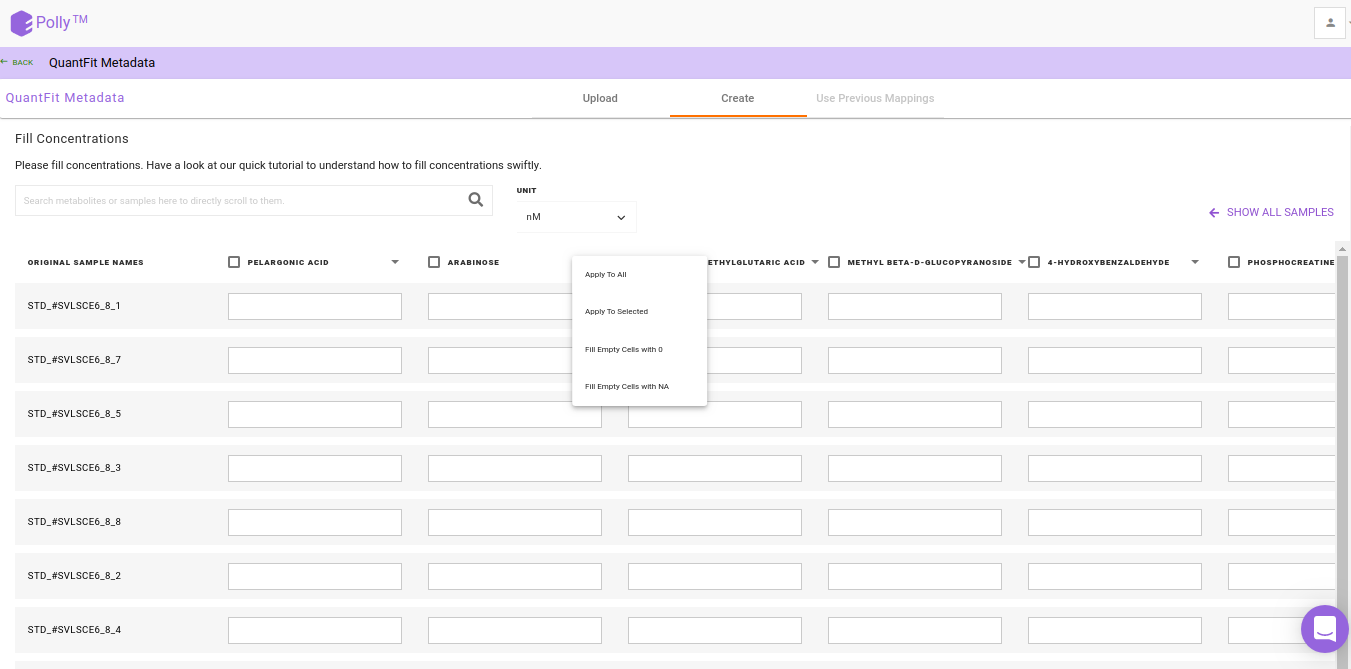 Polly TM
← BACK QuantFit Metadata
QuantFit Metadata Upload Create Use Previous Mappings
Fill Concentrations
Please fill concentrations. Have a look at our quick tutorial to understand how to fill concentrations swiftly.
UNIT
Search metabolites or samples here to directly scroll to them.
nM
← SHOW ALL SAMPLES
ORIGINAL SAMPLE NAMES PELARGONIC ACID ARABINOSE ETHYLGLUTARIC ACID METHYL BETA-D-GLUCOPYRANOSIDE 4-HYDROXYBENZALDEHYDE PHOSPHOCREATINE
Apply To All
Apply To Selected
Fill Empty Cells with 0
Fill Empty Cells with NA
STD_#SVLSCE6_8_1
STD_#SVLSCE6_8_7
STD_#SVLSCE6_8_5
STD_#SVLSCE6_8_3
STD_#SVLSCE6_8_8
STD_#SVLSCE6_8_2
STD_#SVLSCE6_8_4